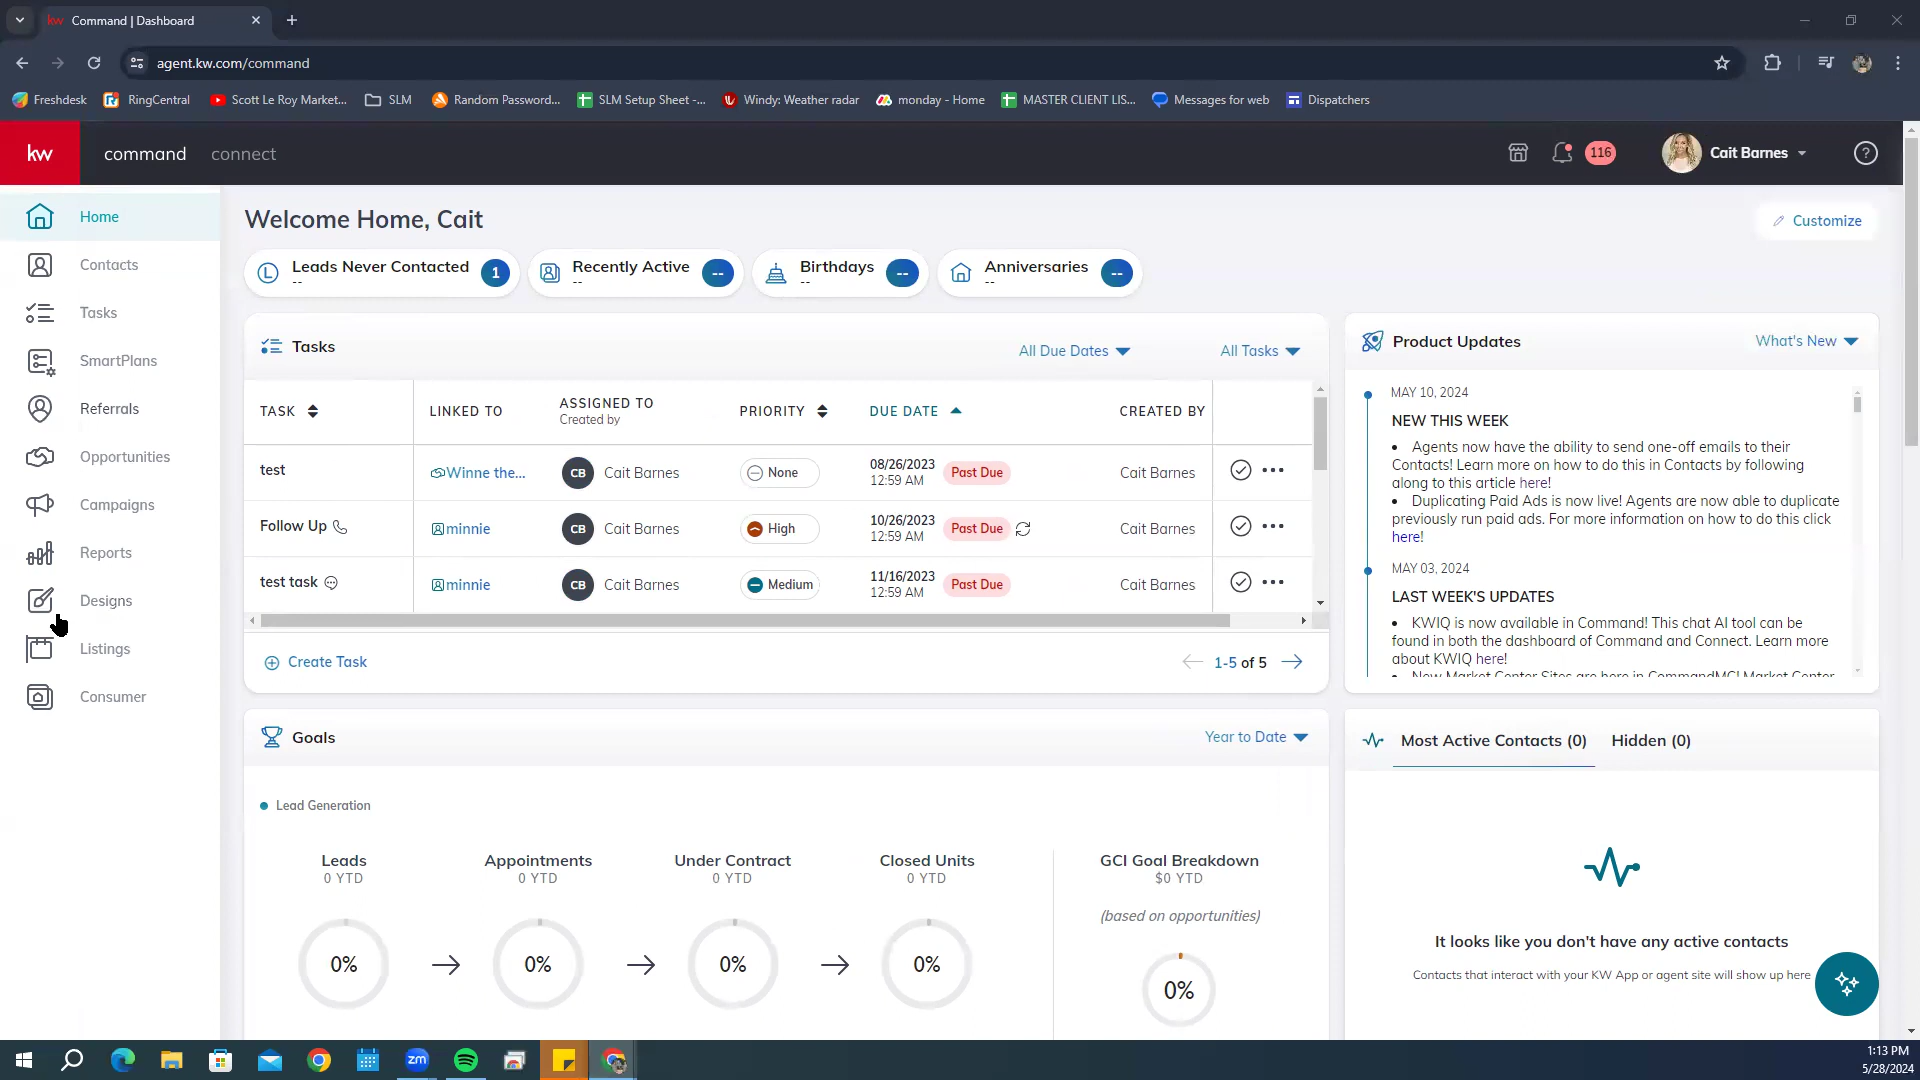 Command | Dashboard
agent.kw.com/command
Freshdesk
RingCentral
Scott Le Roy Market...
SLM
Random Password...
SLM Setup Sheet -...
Windy: Weather radar
monday - Home
MASTER CLIENT LIS...
Messages for web
Dispatchers
kw
command
connect
116
Cait Barnes
Home
Contacts
Tasks
SmartPlans
Referrals
Opportunities
Campaigns
Reports
Designs
Listings
Consumer
Welcome Home, Cait
Customize
Leads Never Contacted
--
1
Recently Active
--
--
Birthdays
--
--
Anniversaries
--
--
Tasks
All Due Dates
All Tasks
TASK
LINKED TO
ASSIGNED TO
Created by
PRIORITY
DUE DATE
CREATED BY
test
Winne the...
CB
Cait Barnes
None
08/26/2023
12:59 AM
Past Due
Cait Barnes
Follow Up
minnie
CB
Cait Barnes
High
10/26/2023
12:59 AM
Past Due
Cait Barnes
test task
minnie
CB
Cait Barnes
Medium
11/16/2023
12:59 AM
Past Due
Cait Barnes
Create Task
1-5 of 5
Product Updates
What's New
MAY 10, 2024
NEW THIS WEEK
• Agents now have the ability to send one-off emails to their
Contacts! Learn more on how to do this in Contacts by following
along to this article here!
• Duplicating Paid Ads is now live! Agents are now able to duplicate
previously run paid ads. For more information on how to do this click
here!
MAY 03, 2024
LAST WEEK'S UPDATES
• KWIQ is now available in Command! This chat AI tool can be
found in both the dashboard of Command and Connect. Learn more
about KWIQ here!
• New Market Center Sites are here in CommandMC! Market Center
Goals
Year to Date
Lead Generation
Leads
0 YTD
0%
Appointments
0 YTD
0%
Under Contract
0 YTD
0%
Closed Units
0 YTD
0%
GCI Goal Breakdown
$0 YTD
(based on opportunities)
0%
Most Active Contacts (0)
Hidden (0)
It looks like you don't have any active contacts
Contacts that interact with your KW App or agent site will show up here
zm
1:13 PM
5/28/2024